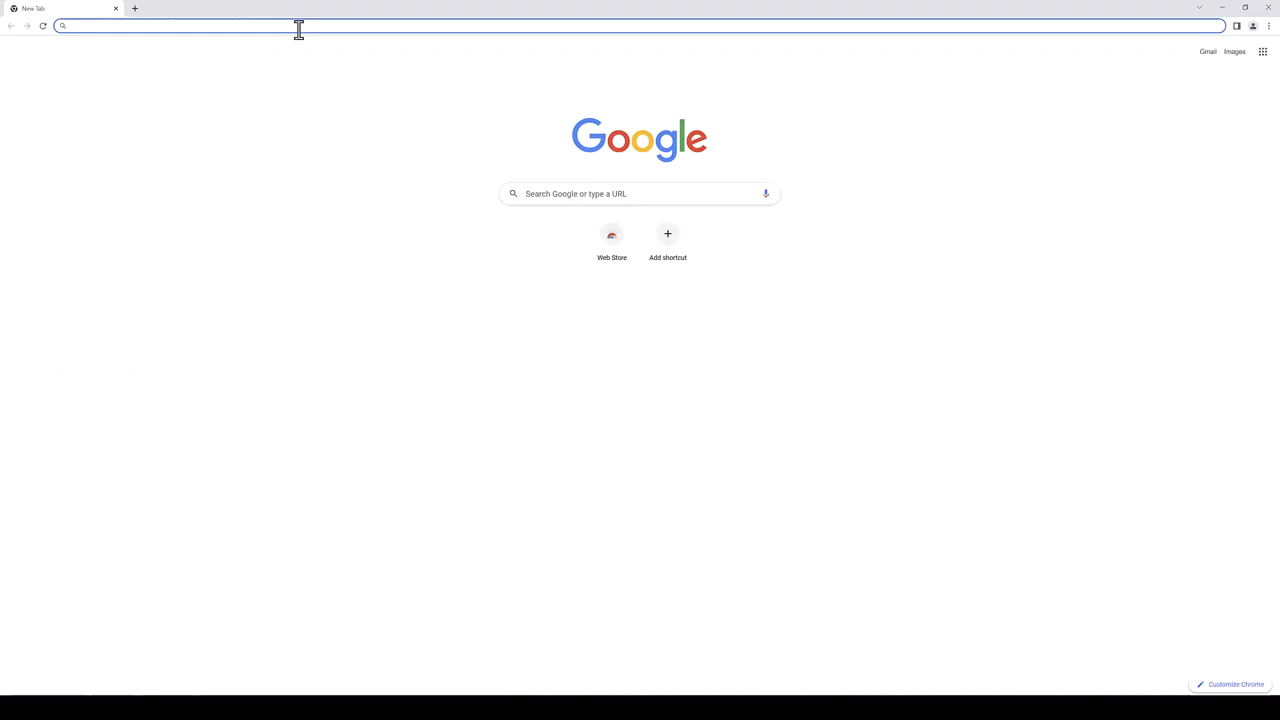 New Tab
Gmail Images
Google
Search Google or type a URL
Web Store Add shortcut
Customize Chrome